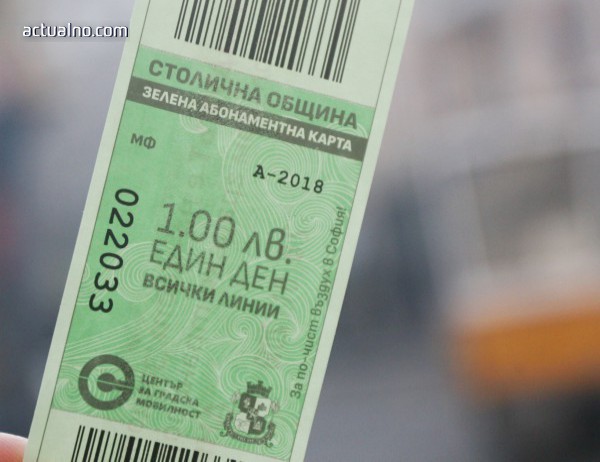 actualno.com
СТОЛИЧНА ОБЩИНА
ЗЕЛЕНА АБОНАМЕНТНА КАРТА
МФ
А-2018
022033
1.00 лв.
ЕДИН ДЕН
ВСИЧКИ ЛИНИИ
За по-чист въздух в София!
ЦЕНТЪР
ЗА ГРАДСКА
МОБИЛНОСТ